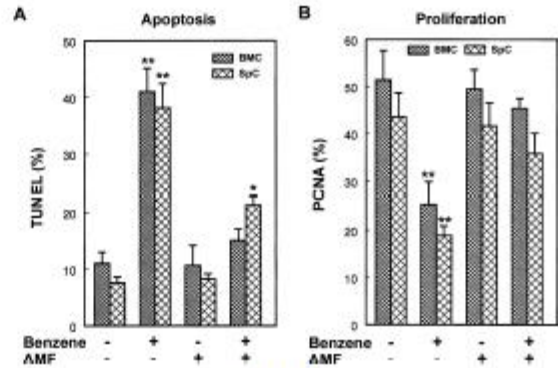 A
Apoptosis
TUNEL (%)
50
40
30
20
10
0
BMC
SpC
**
**
*
Benzene - + - +
AMF - - + +
B
Proliferation
PCNA (%)
60
50
40
30
20
10
0
BMC
SpC
**
**
Benzene - + - +
AMF - - + +